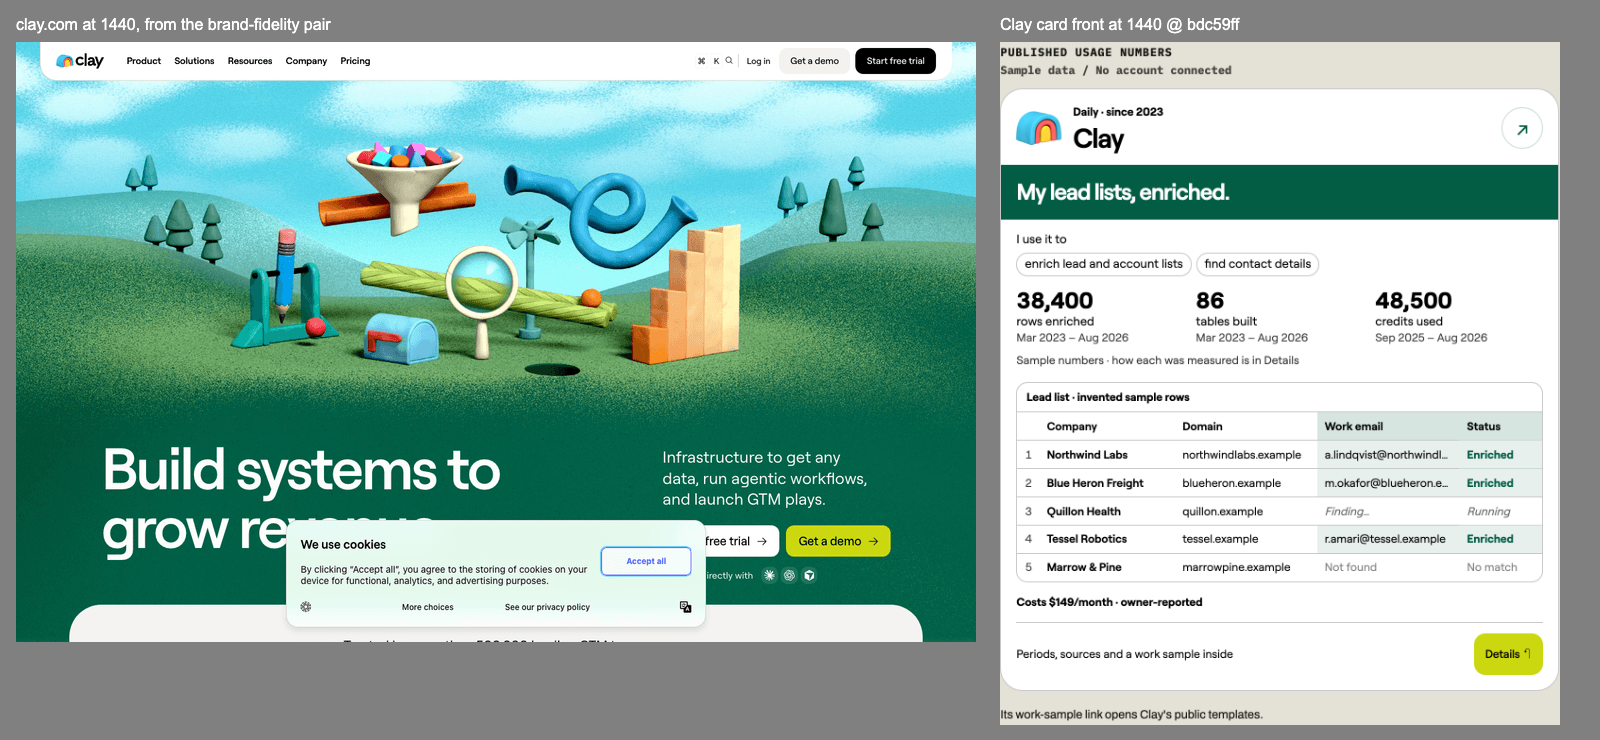 clay.com at 1440, from the brand-fidelity pair
clay
Product Solutions Resources Company Pricing
⌘ K Log in Get a demo Start free trial
Build systems to
grow revenue
Infrastructure to get any
data, run agentic workflows,
and launch GTM plays.
free trial → Get a demo →
directly with
We use cookies
By clicking "Accept all", you agree to the storing of cookies on your
device for functional, analytics, and advertising purposes.
Accept all
More choices See our privacy policy
Clay card front at 1440 @ bdc59ff
PUBLISHED USAGE NUMBERS
Sample data / No account connected
Daily · since 2023
Clay
My lead lists, enriched.
I use it to
enrich lead and account lists find contact details
38,400 86 48,500
rows enriched tables built credits used
Mar 2023 – Aug 2026 Mar 2023 – Aug 2026 Sep 2025 – Aug 2026
Sample numbers · how each was measured is in Details
Lead list · invented sample rows
Company Domain Work email Status
1 Northwind Labs northwindlabs.example a.lindqvist@northwindl... Enriched
2 Blue Heron Freight blueheron.example m.okafor@blueheron.e... Enriched
3 Quillon Health quillon.example Finding... Running
4 Tessel Robotics tessel.example r.amari@tessel.example Enriched
5 Marrow & Pine marrowpine.example Not found No match
Costs $149/month · owner-reported
Periods, sources and a work sample inside
Details
Its work-sample link opens Clay's public templates.